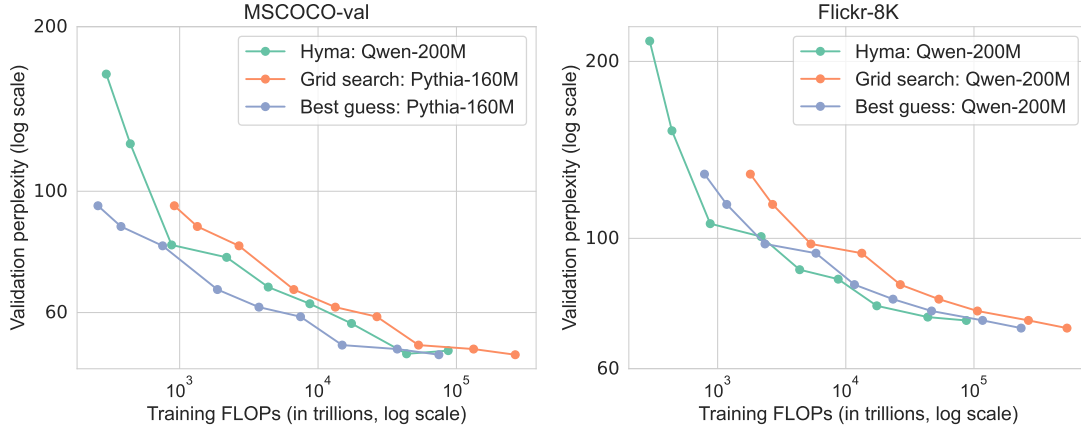 MSCOCO-val
Validation perplexity (log scale)
200
100
60
Hyma: Qwen-200M
Grid search: Pythia-160M
Best guess: Pythia-160M
10³ 10⁴ 10⁵
Training FLOPs (in trillions, log scale)
Flickr-8K
Validation perplexity (log scale)
200
100
60
Hyma: Qwen-200M
Grid search: Qwen-200M
Best guess: Qwen-200M
10³ 10⁴ 10⁵
Training FLOPs (in trillions, log scale)